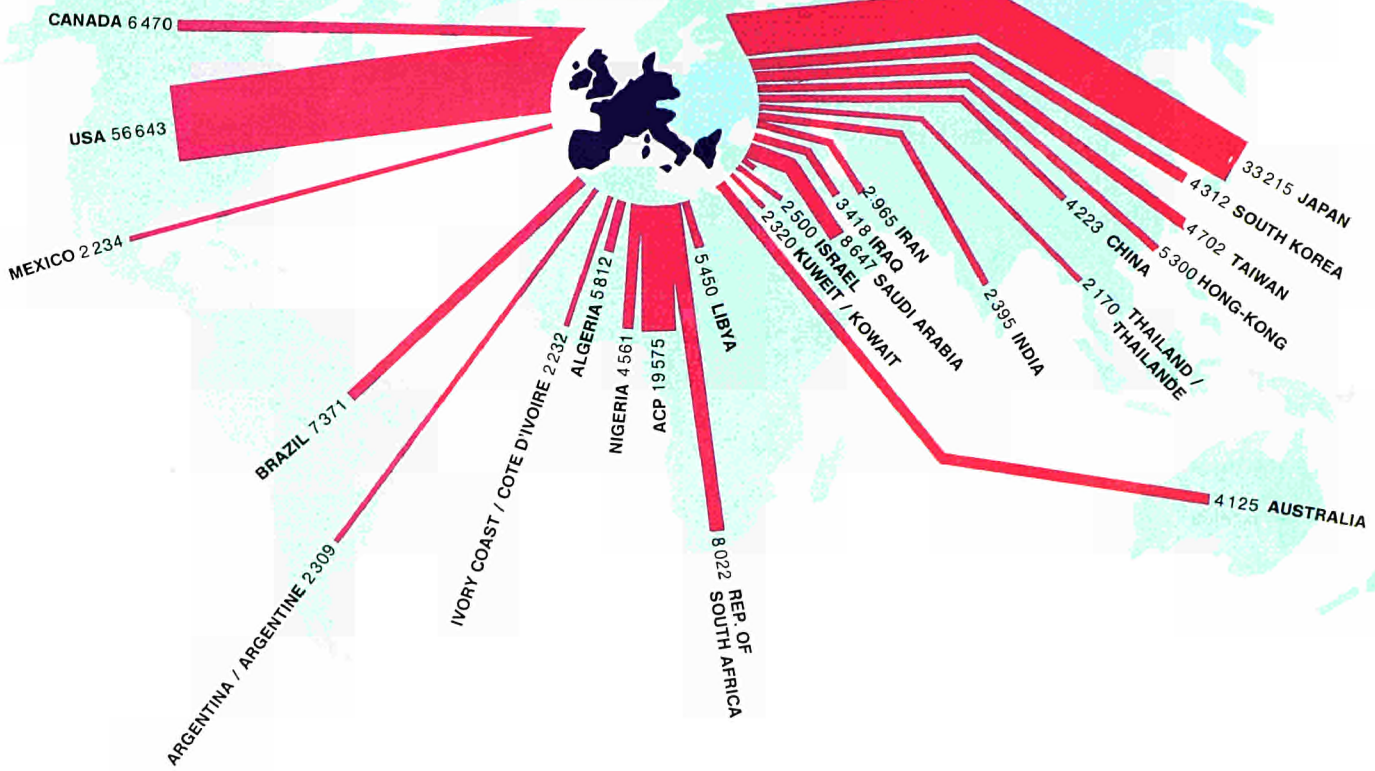 CANADA 6 470
USA 56 643
MEXICO 2 234
BRAZIL 7 371
ARGENTINA / ARGENTINE 2 309
IVORY COAST / COTE D'IVOIRE 2 232
ALGERIA 5 812
NIGERIA 4 561
ACP 19 575
5 450 LIBYA
8 022 REP. OF
SOUTH AFRICA
4 125 AUSTRALIA
2 320 KUWEIT / KOWAIT
2 500 ISRAEL
8 647 SAUDI ARABIA
3 418 IRAQ
2 965 IRAN
2 395 INDIA
2 170 THAILAND /
THAILANDE
4 223 CHINA
5 300 HONG-KONG
4 702 TAIWAN
4 312 SOUTH KOREA
33 215 JAPAN